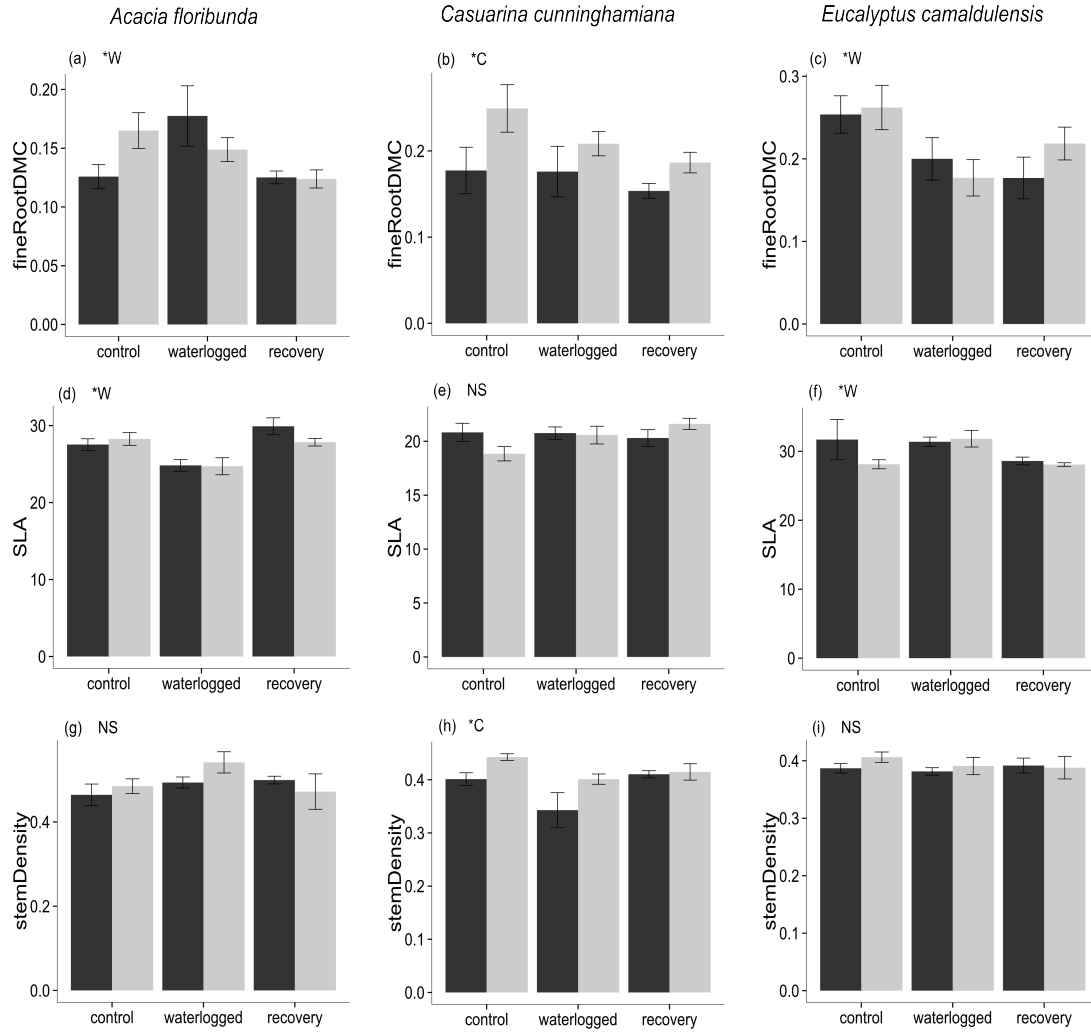 Acacia floribunda
Casuarina cunninghamiana
Eucalyptus camaldulensis
(a) *W
fineRootDMC
0.20
0.15
0.10
0.05
0.00
control waterlogged recovery
(b) *C
fineRootDMC
0.2
0.1
0.0
control waterlogged recovery
(c) *W
fineRootDMC
0.3
0.2
0.1
0.0
control waterlogged recovery
(d) *W
SLA
30
20
10
0
control waterlogged recovery
(e) NS
SLA
20
15
10
5
0
control waterlogged recovery
(f) *W
SLA
30
20
10
0
control waterlogged recovery
(g) NS
stemDensity
0.4
0.2
0.0
control waterlogged recovery
(h) *C
stemDensity
0.4
0.3
0.2
0.1
0.0
control waterlogged recovery
(i) NS
stemDensity
0.4
0.3
0.2
0.1
0.0
control waterlogged recovery